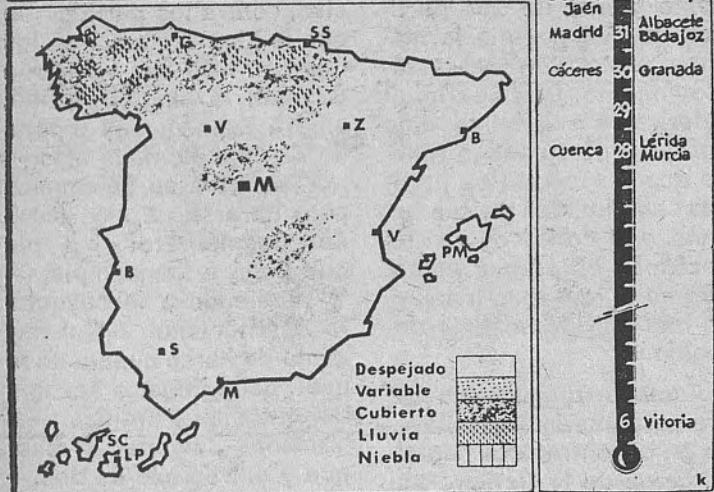 G
SS
V
Z
B
M
V
PM
B
S
M
SC
LP
Despejado
Variable
Cubierto
Lluvia
Niebla
Jaén
Madrid 31 Albacete
Badajoz
Cáceres 30 Granada
29
Cuenca 28 Lérida
Murcia
6 Vitoria
k